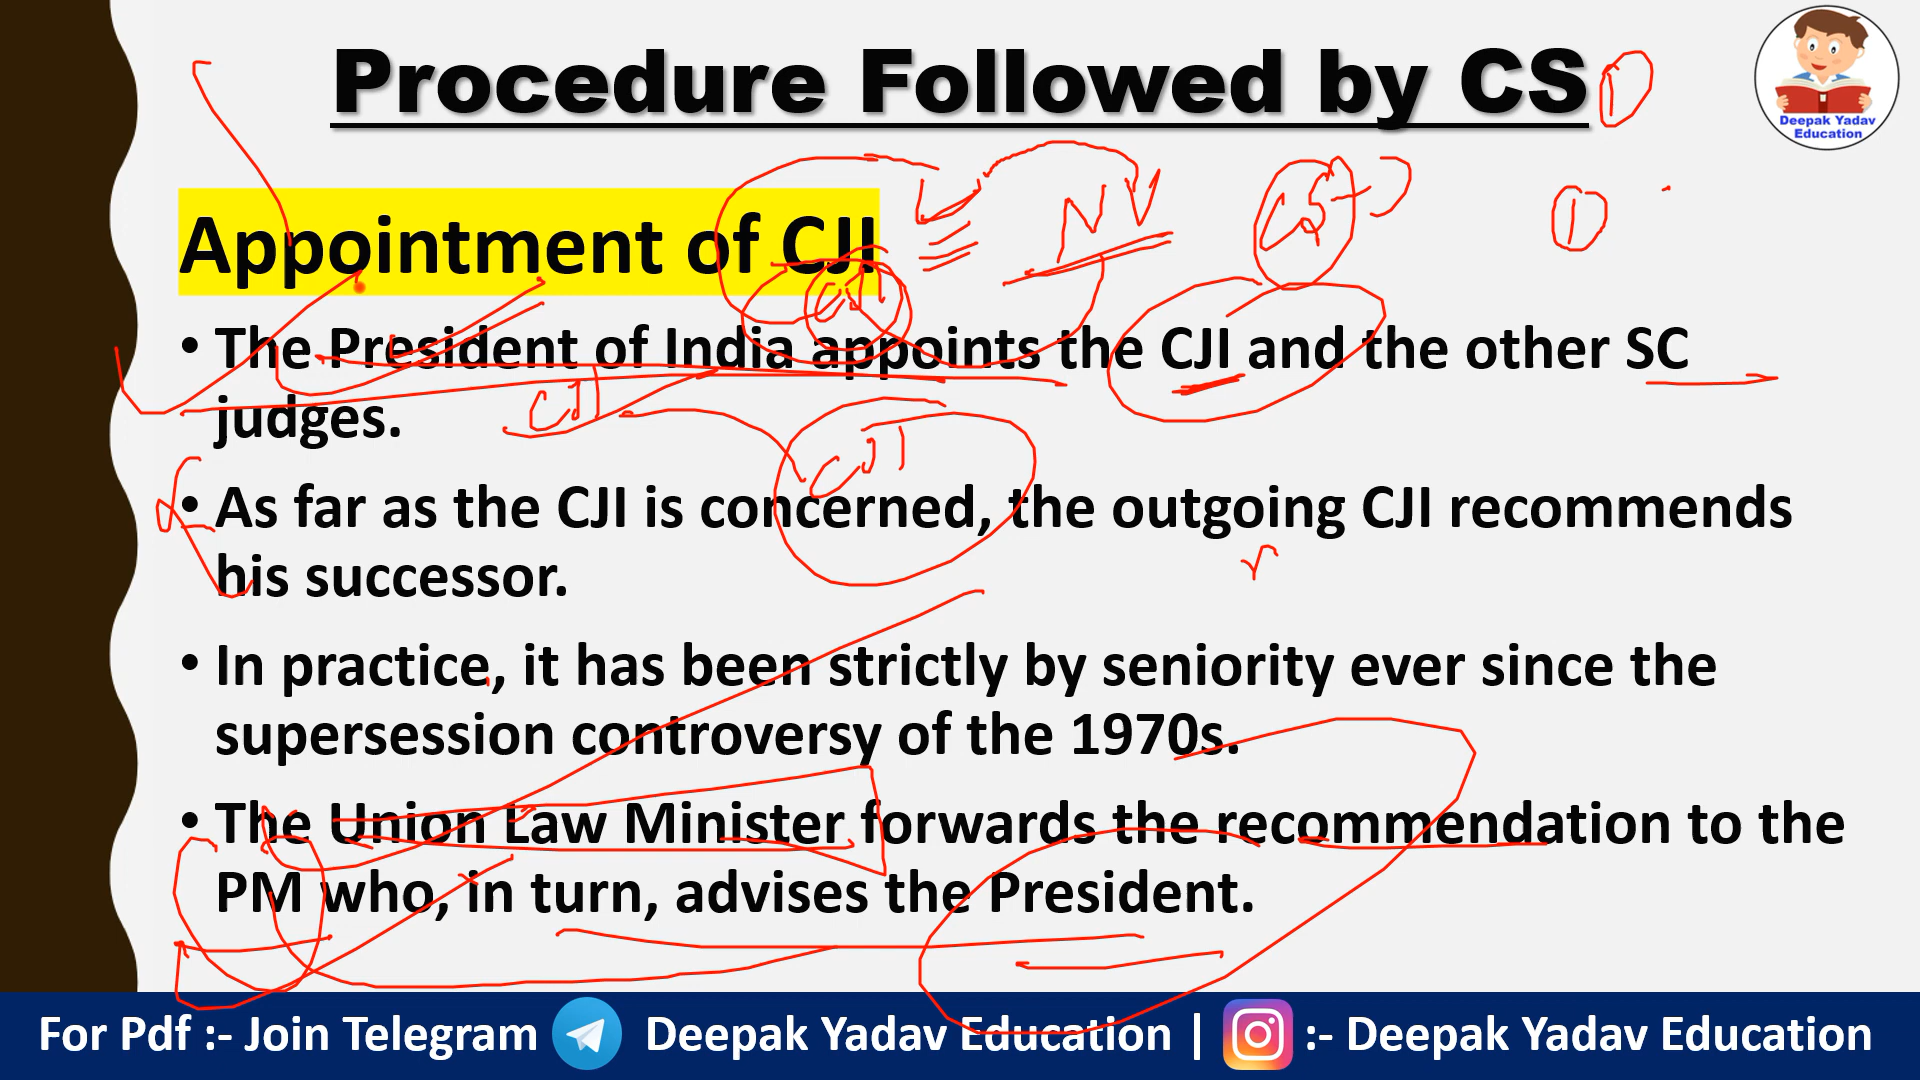 Procedure Followed by CS
Deepak Yadav
Education
Appointment of CJI
• The President of India appoints the CJI and the other SC
judges.
• As far as the CJI is concerned, the outgoing CJI recommends
his successor.
• In practice, it has been strictly by seniority ever since the
supersession controversy of the 1970s.
• The Union Law Minister forwards the recommendation to the
PM who, in turn, advises the President.
NV
CJI
CJI
For Pdf :- Join Telegram Deepak Yadav Education | :- Deepak Yadav Education